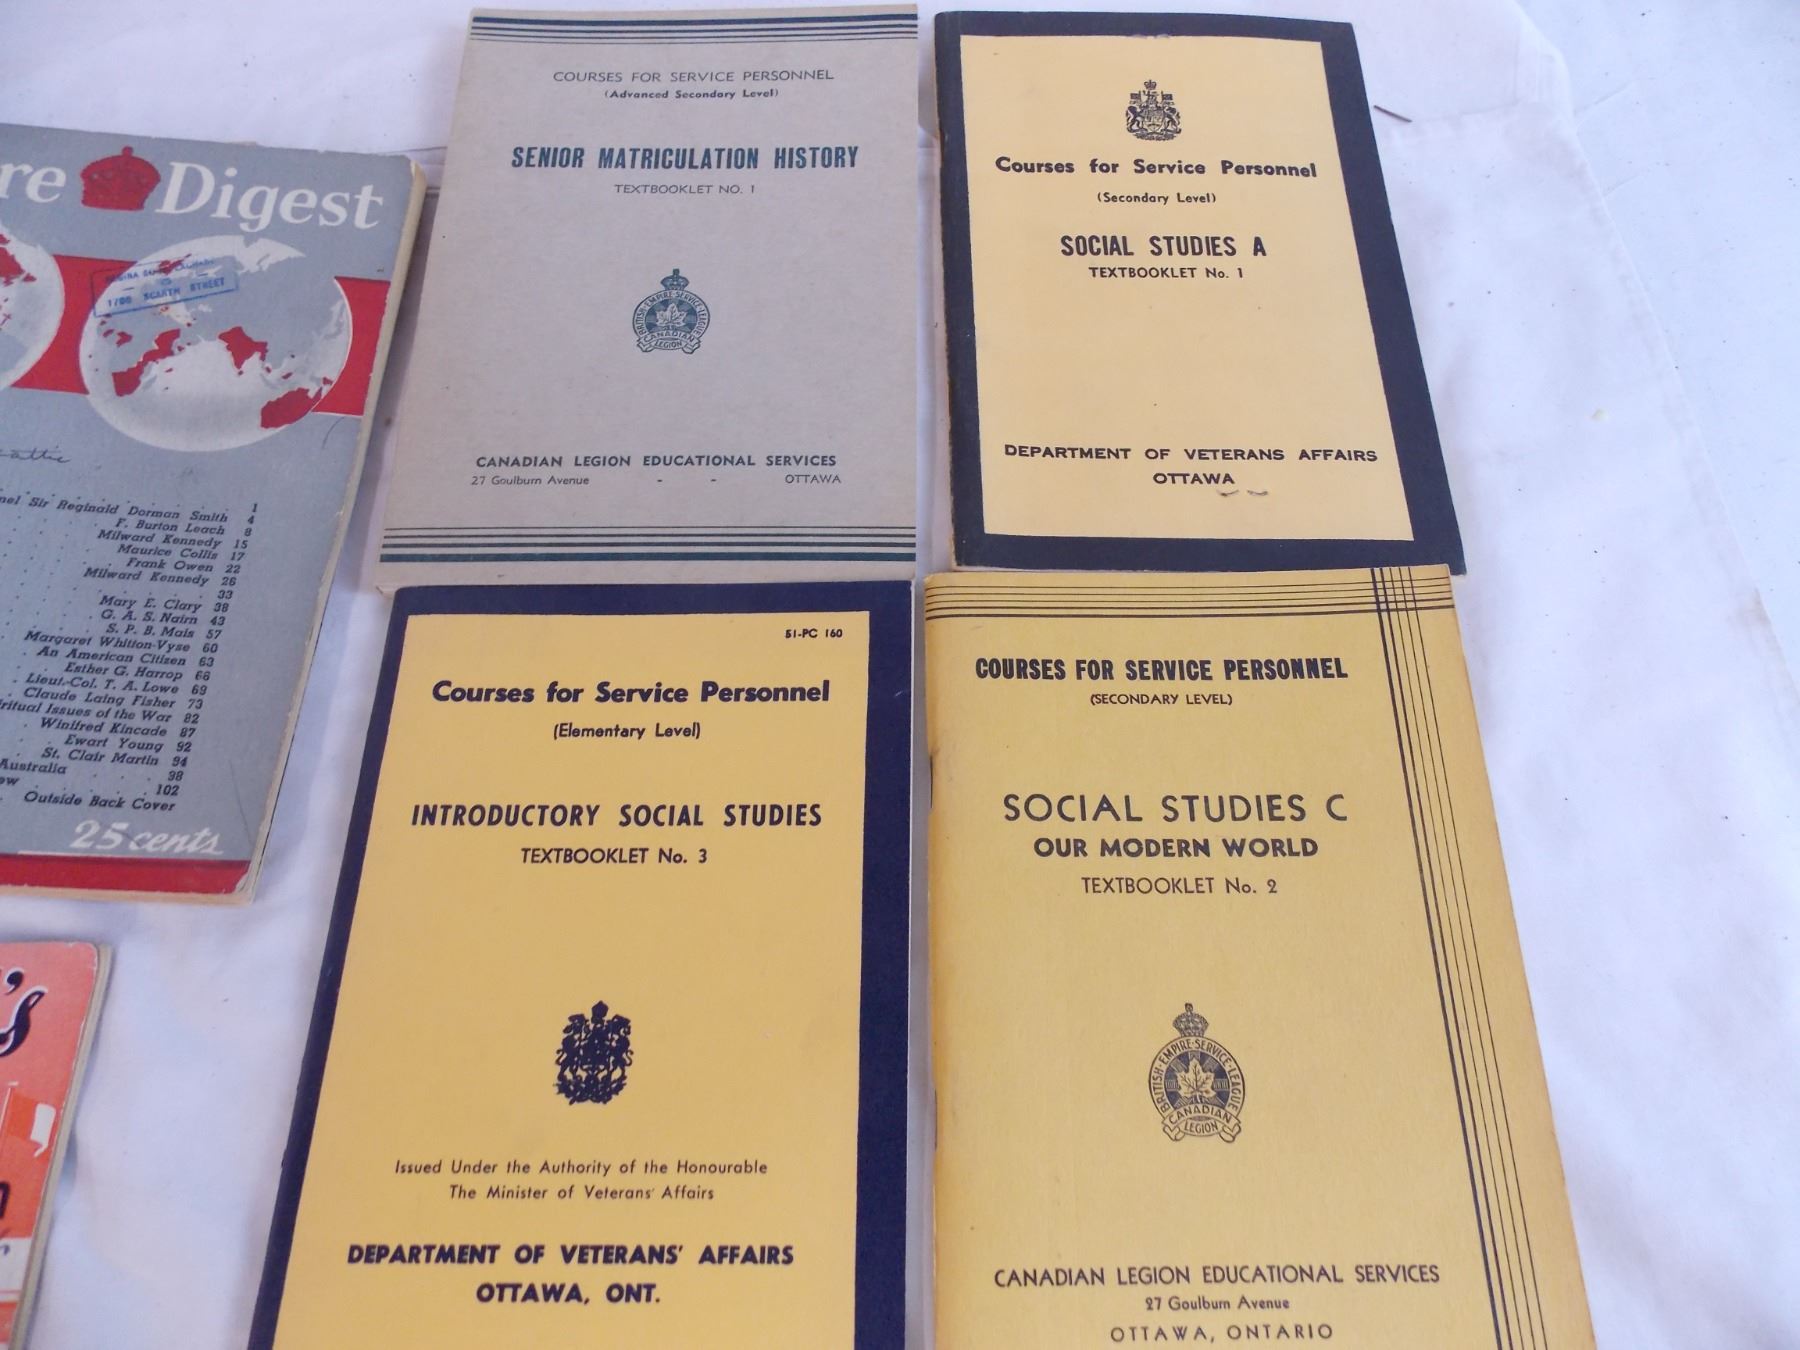 re Digest
1700 SCARTH STREET
nel Sir Reginald Dorman Smith 1
F. Burton Leach 4
Milward Kennedy 8
Maurice Collis 15
Frank Owen 17
Milward Kennedy 22
26
Mary E. Clary 33
G. A. S. Nairn 38
S. P. B. Mais 43
Margaret Whitton-Vyse 57
An American Citizen 60
Esther G. Harrop 63
Lieut.-Col. T. A. Lowe 66
Claude Laing Fisher 69
ritual Issues of the War 73
Winifred Kincade 82
Ewart Young 87
St. Clair Martin 92
Australia 94
ew 98
102
Outside Back Cover
25 cents
's
COURSES FOR SERVICE PERSONNEL
(Advanced Secondary Level)
SENIOR MATRICULATION HISTORY
TEXTBOOKLET NO. 1
BRITISH·EMPIRE·SERVICE·LEAGUE
CANADIAN
LEGION
CANADIAN LEGION EDUCATIONAL SERVICES
27 Goulburn Avenue - - OTTAWA
Courses for Service Personnel
(Secondary Level)
SOCIAL STUDIES A
TEXTBOOKLET No. 1
DEPARTMENT OF VETERANS AFFAIRS
OTTAWA
51-PC 160
Courses for Service Personnel
(Elementary Level)
INTRODUCTORY SOCIAL STUDIES
TEXTBOOKLET No. 3
Issued Under the Authority of the Honourable
The Minister of Veterans' Affairs
DEPARTMENT OF VETERANS' AFFAIRS
OTTAWA, ONT.
COURSES FOR SERVICE PERSONNEL
(SECONDARY LEVEL)
SOCIAL STUDIES C
OUR MODERN WORLD
TEXTBOOKLET No. 2
BRITISH·EMPIRE·SERVICE·LEAGUE
CANADIAN
LEGION
CANADIAN LEGION EDUCATIONAL SERVICES
27 Goulburn Avenue
OTTAWA, ONTARIO